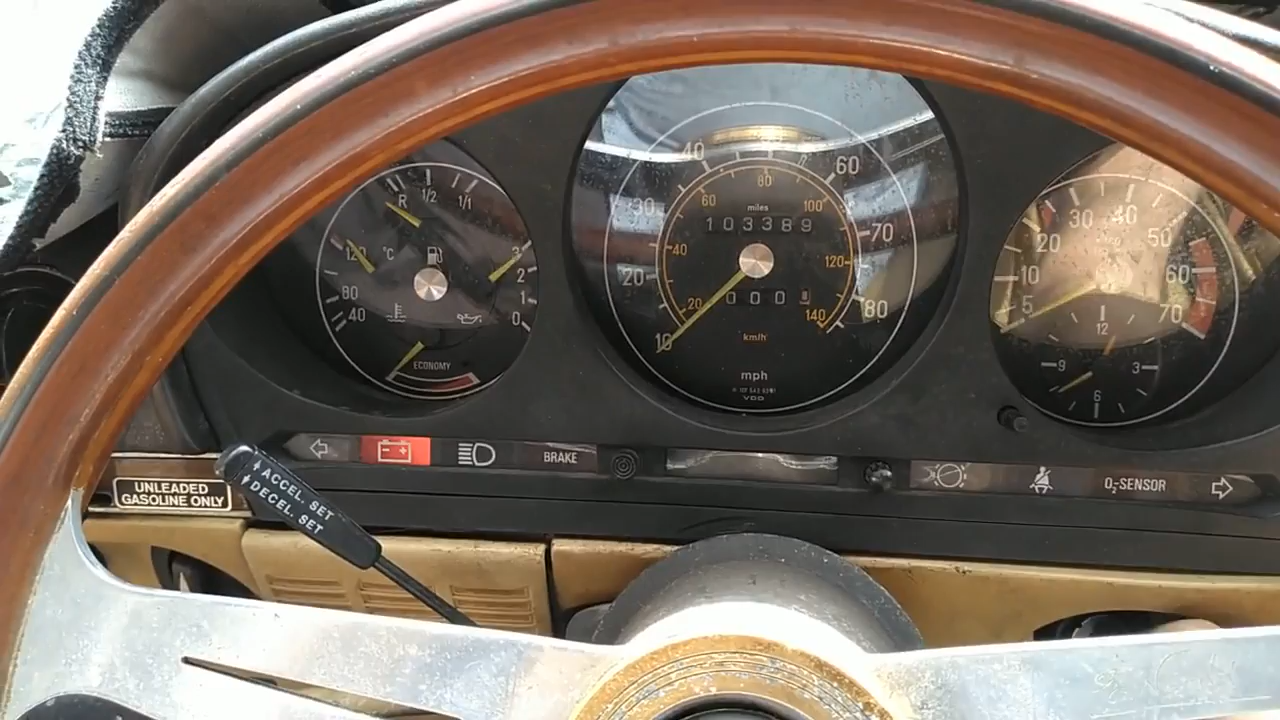 R 1/2 1/1
120 °C
80
40
3
2
1
0
ECONOMY
10 20 30 40 60 70 80
20 40 60 80 100 120 140
miles
103389
000
km/h
mph
VDO
5 10 20 30 40 50 60 70
12
3
6
9
BRAKE
O2-SENSOR
UNLEADED
GASOLINE ONLY
ACCEL. SET
DECEL. SET